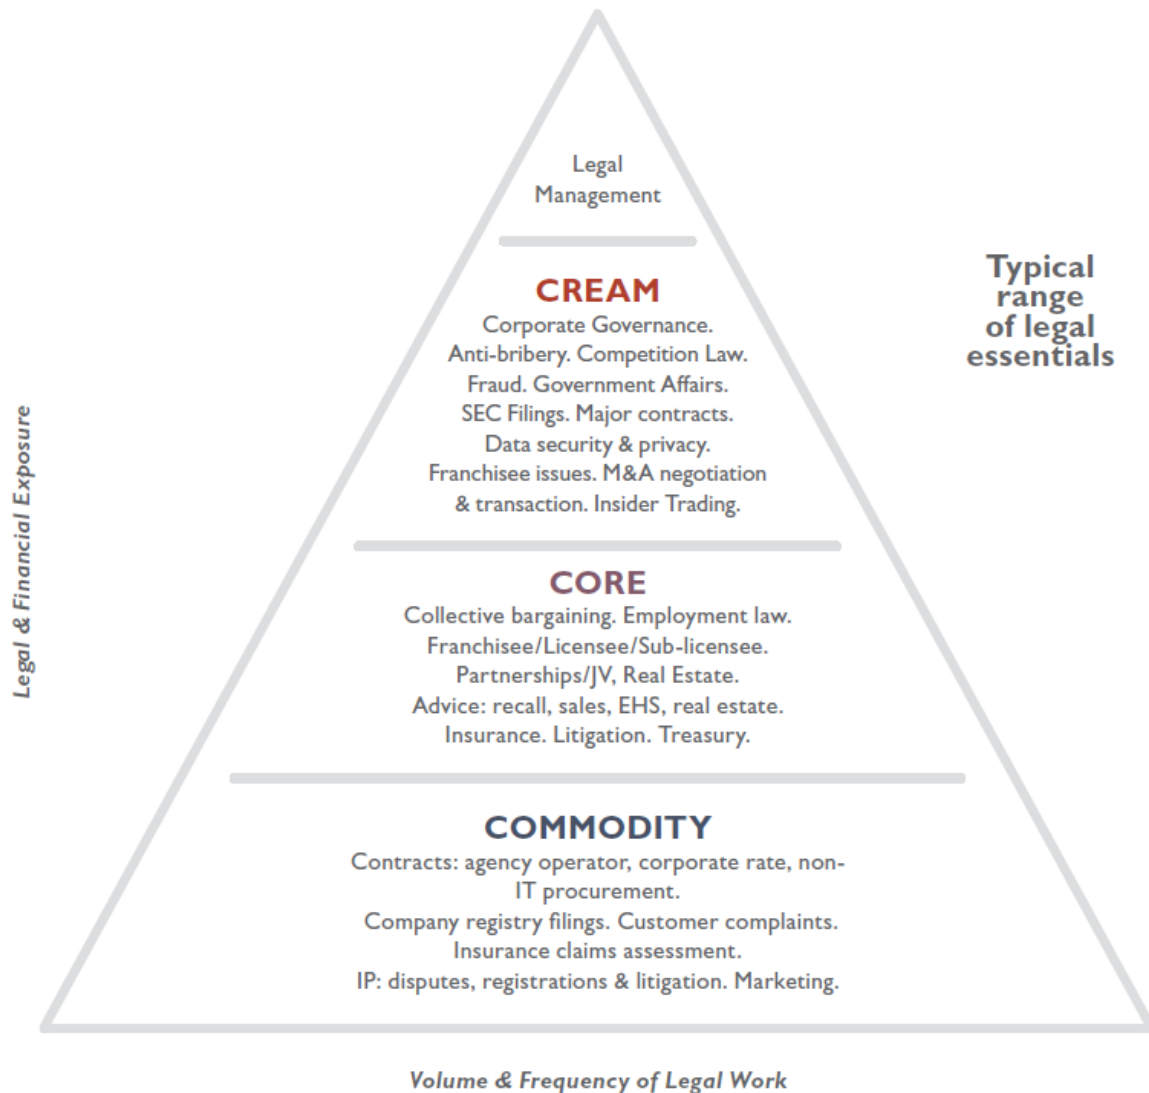 Legal
Management
CREAM
Corporate Governance.
Anti-bribery. Competition Law.
Fraud. Government Affairs.
SEC Filings. Major contracts.
Data security & privacy.
Franchisee issues. M&A negotiation
& transaction. Insider Trading.
Typical
range
of legal
essentials
CORE
Collective bargaining. Employment law.
Franchisee/Licensee/Sub-licensee.
Partnerships/JV, Real Estate.
Advice: recall, sales, EHS, real estate.
Insurance. Litigation. Treasury.
COMMODITY
Contracts: agency operator, corporate rate, non-
IT procurement.
Company registry filings. Customer complaints.
Insurance claims assessment.
IP: disputes, registrations & litigation. Marketing.
Legal & Financial Exposure
Volume & Frequency of Legal Work